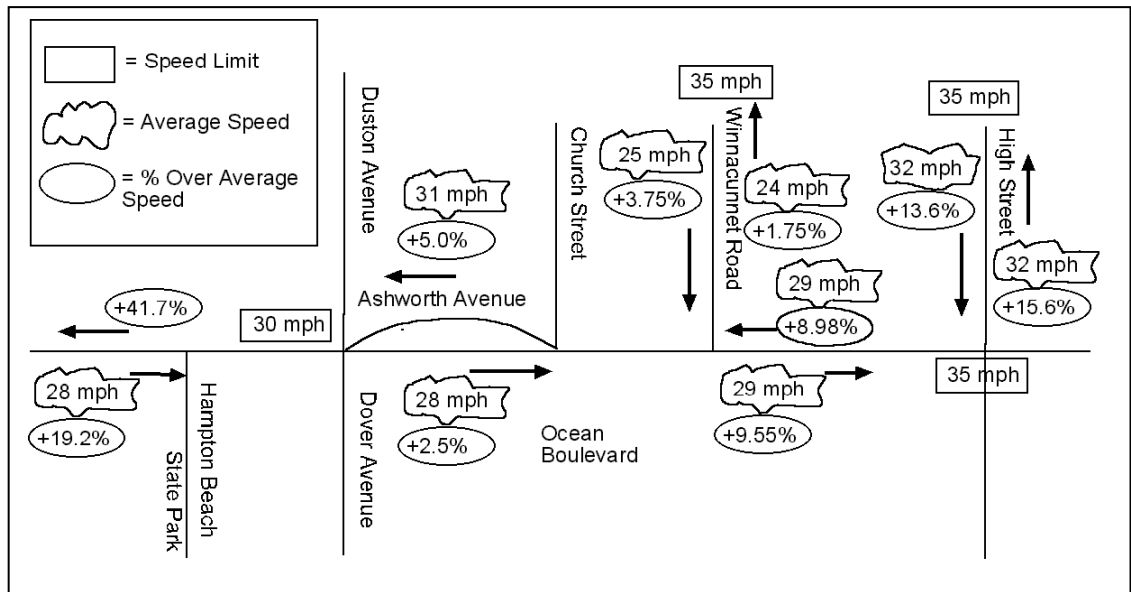 = Speed Limit
= Average Speed
= % Over Average
Speed
Duston Avenue
31 mph
+5.0%
Ashworth Avenue
Church Street
35 mph
25 mph
+3.75%
Winnacunnet Road
24 mph
+1.75%
29 mph
+8.98%
35 mph
32 mph
+13.6%
High Street
32 mph
+15.6%
+41.7%
30 mph
28 mph
+19.2%
Hampton Beach
State Park
Dover Avenue
28 mph
+2.5%
Ocean
Boulevard
29 mph
+9.55%
35 mph